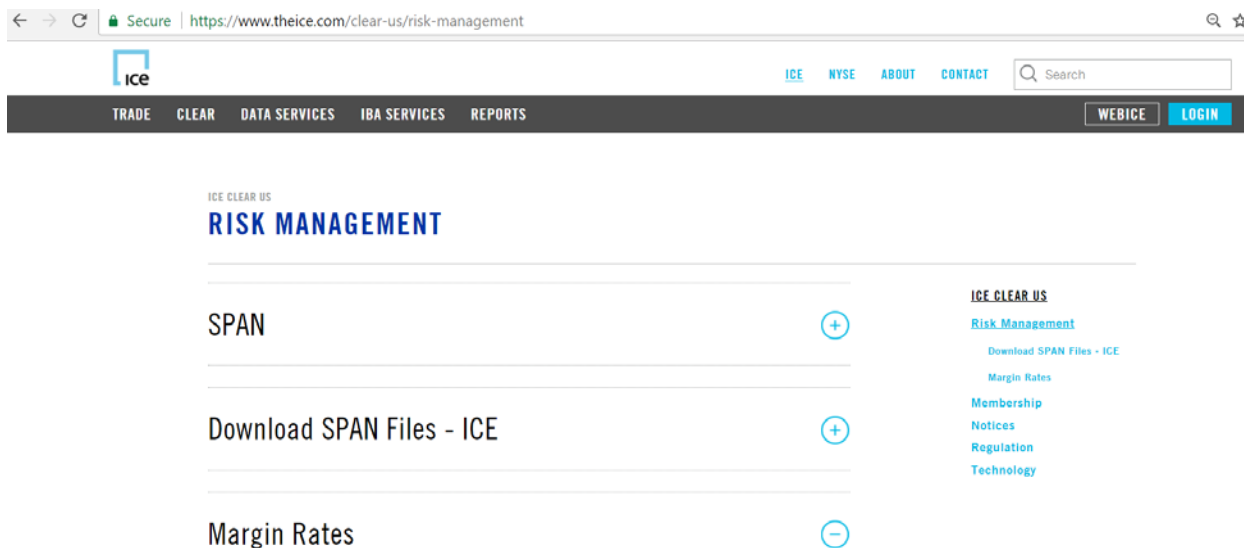 Secure | https://www.theice.com/clear-us/risk-management
ice
ICE NYSE ABOUT CONTACT Search
TRADE CLEAR DATA SERVICES IBA SERVICES REPORTS WEBICE LOGIN
ICE CLEAR US
RISK MANAGEMENT
SPAN
Download SPAN Files - ICE
Margin Rates
ICE CLEAR US
Risk Management
Download SPAN Files - ICE
Margin Rates
Membership
Notices
Regulation
Technology